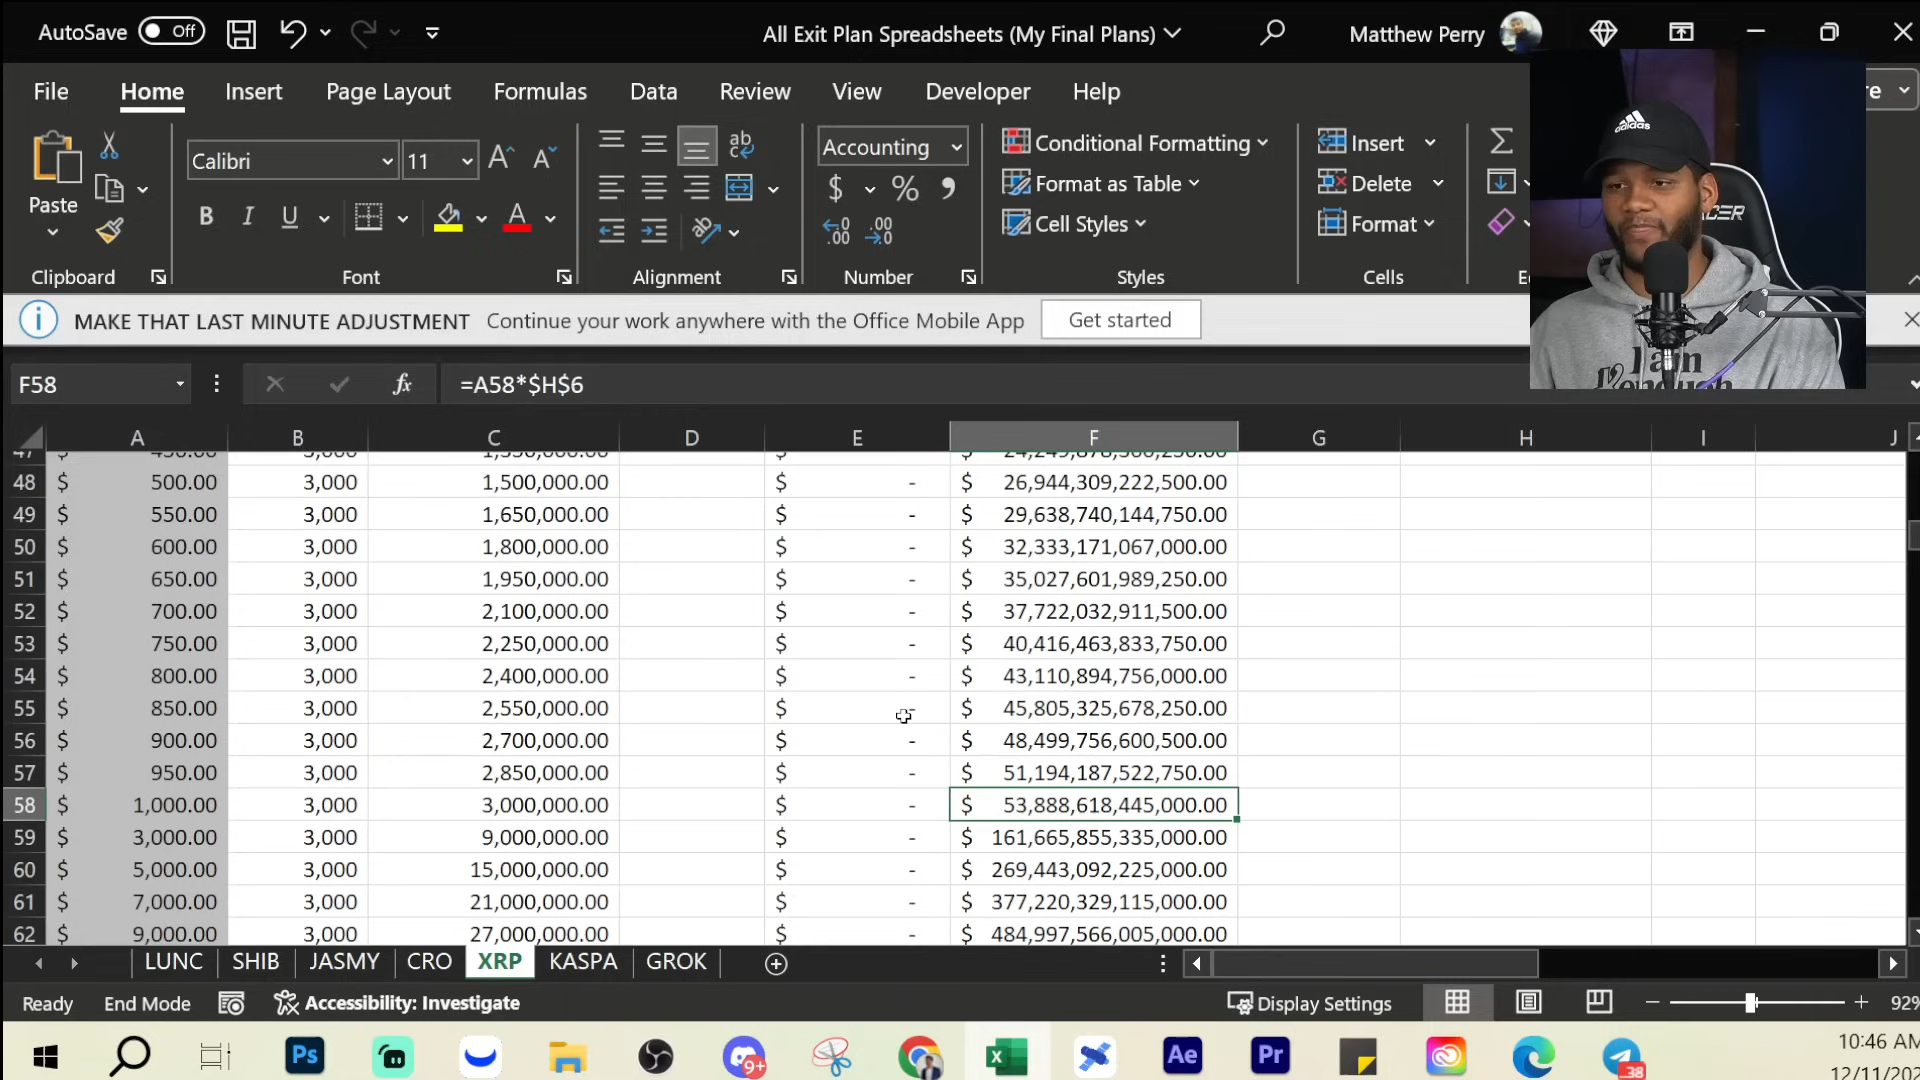 AutoSave Off All Exit Plan Spreadsheets (My Final Plans) Matthew Perry
File Home Insert Page Layout Formulas Data Review View Developer Help
Paste
Calibri 11
ab
Accounting
$ % ,
B I U A
Conditional Formatting
Format as Table
Cell Styles
Insert
Delete
Format
Clipboard Font Alignment Number Styles Cells
adidas
I am
MAKE THAT LAST MINUTE ADJUSTMENT Continue your work anywhere with the Office Mobile App Get started
F58 fx =A58*$H$6
A B C D E F G H I J
48 $ 500.00 3,000 1,500,000.00 $ - $ 26,944,309,222,500.00
49 $ 550.00 3,000 1,650,000.00 $ - $ 29,638,740,144,750.00
50 $ 600.00 3,000 1,800,000.00 $ - $ 32,333,171,067,000.00
51 $ 650.00 3,000 1,950,000.00 $ - $ 35,027,601,989,250.00
52 $ 700.00 3,000 2,100,000.00 $ - $ 37,722,032,911,500.00
53 $ 750.00 3,000 2,250,000.00 $ - $ 40,416,463,833,750.00
54 $ 800.00 3,000 2,400,000.00 $ - $ 43,110,894,756,000.00
55 $ 850.00 3,000 2,550,000.00 $ - $ 45,805,325,678,250.00
56 $ 900.00 3,000 2,700,000.00 $ - $ 48,499,756,600,500.00
57 $ 950.00 3,000 2,850,000.00 $ - $ 51,194,187,522,750.00
58 $ 1,000.00 3,000 3,000,000.00 $ - $ 53,888,618,445,000.00
59 $ 3,000.00 3,000 9,000,000.00 $ - $ 161,665,855,335,000.00
60 $ 5,000.00 3,000 15,000,000.00 $ - $ 269,443,092,225,000.00
61 $ 7,000.00 3,000 21,000,000.00 $ - $ 377,220,329,115,000.00
62 $ 9,000.00 3,000 27,000,000.00 $ - $ 484,997,566,005,000.00
LUNC SHIB JASMY CRO XRP KASPA GROK
Ready End Mode Accessibility: Investigate Display Settings 92%
Ps 9+ Ae Pr 38
10:46 AM